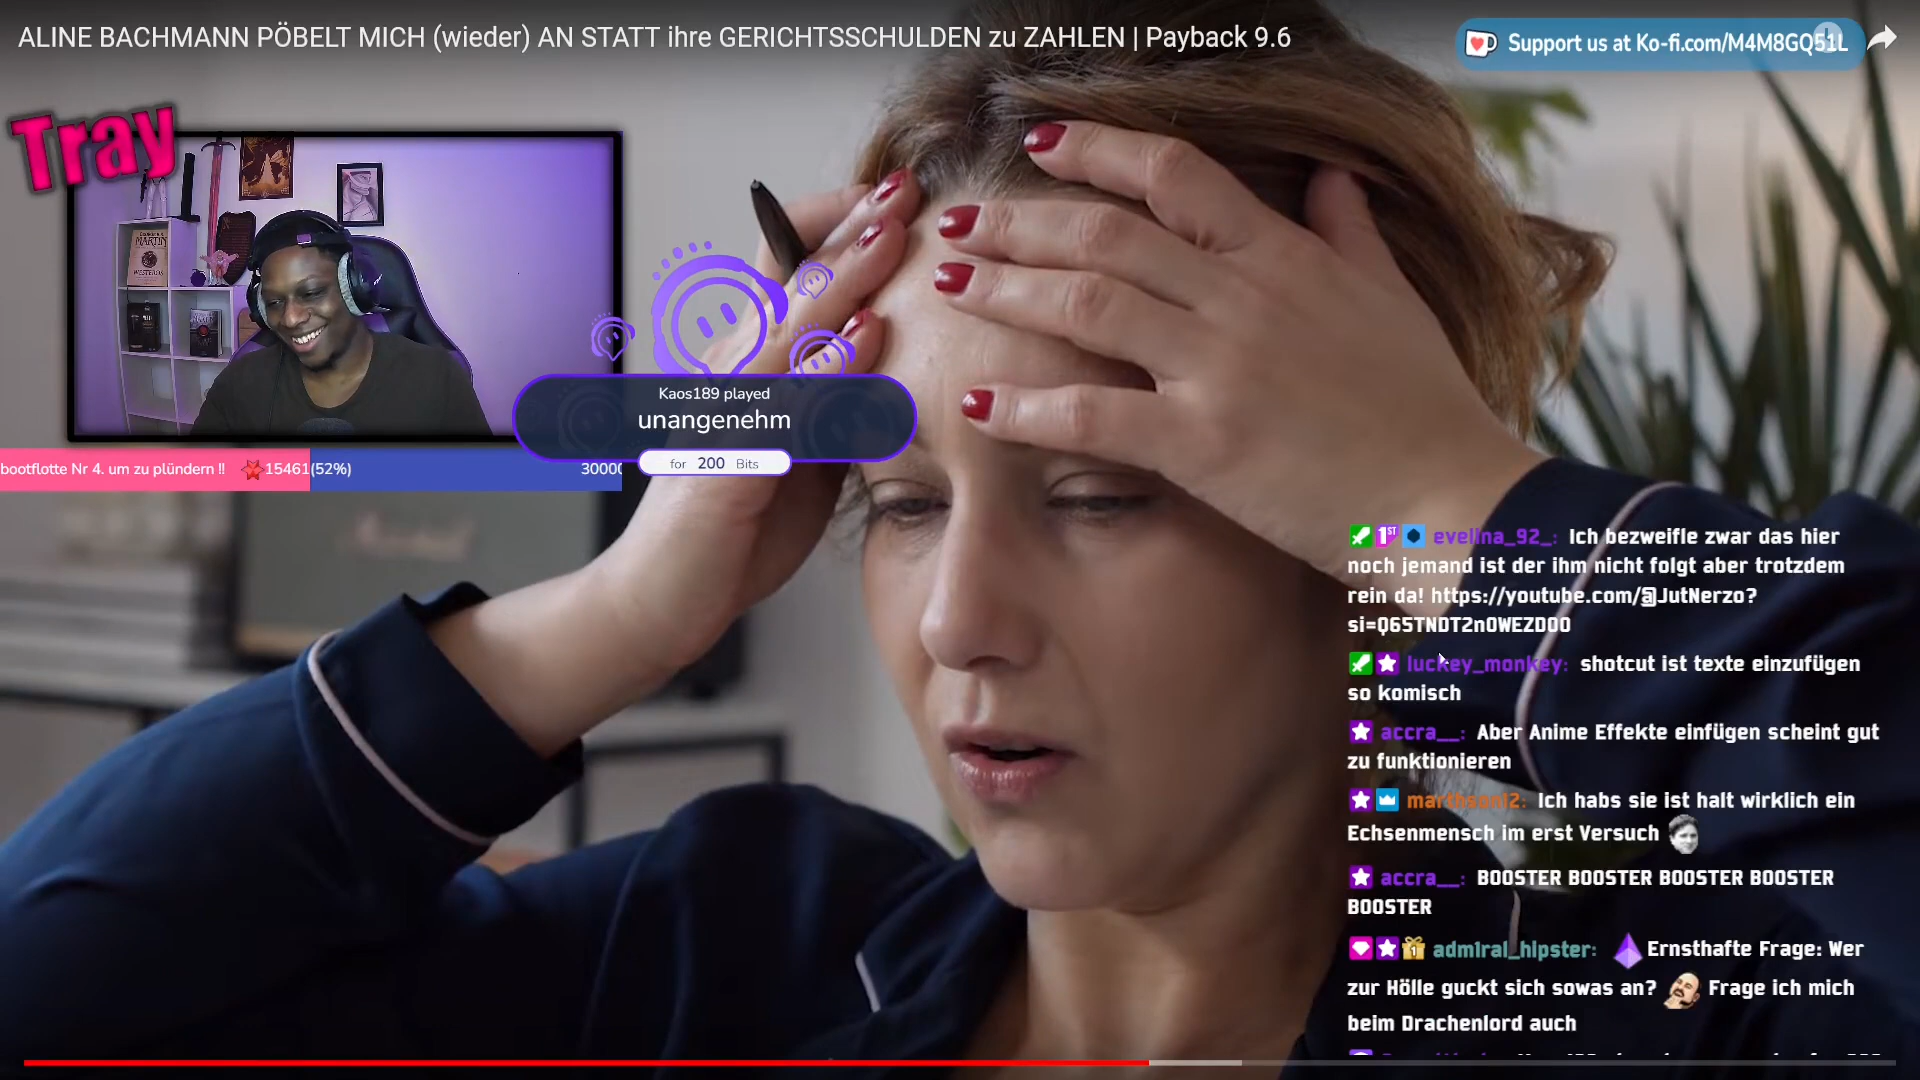 ALINE BACHMANN PÖBELT MICH (wieder) AN STATT ihre GERICHTSSCHULDEN zu ZAHLEN | Payback 9.6
Support us at Ko-fi.com/M4M8GQ51L
Tray
MARTIN
WESTEROS
Kaos189 played
unangenehm
for 200 Bits
bootflotte Nr 4. um zu plündern !! 15461(52%)
30000
evelina_92_: Ich bezweifle zwar das hier
noch jemand ist der ihm nicht folgt aber trotzdem
rein da! https://youtube.com/@JutNerzo?
si=Q65TNDT2n0WEZDOO
luckey_monkey: shotcut ist texte einzufügen
so komisch
accra__: Aber Anime Effekte einfügen scheint gut
zu funktionieren
Ich habs sie ist halt wirklich ein
Echsenmensch im erst Versuch
accra__: BOOSTER BOOSTER BOOSTER BOOSTER
BOOSTER
adm1ral_hipster: Ernsthafte Frage: Wer
zur Hölle guckt sich sowas an? Frage ich mich
beim Drachenlord auch